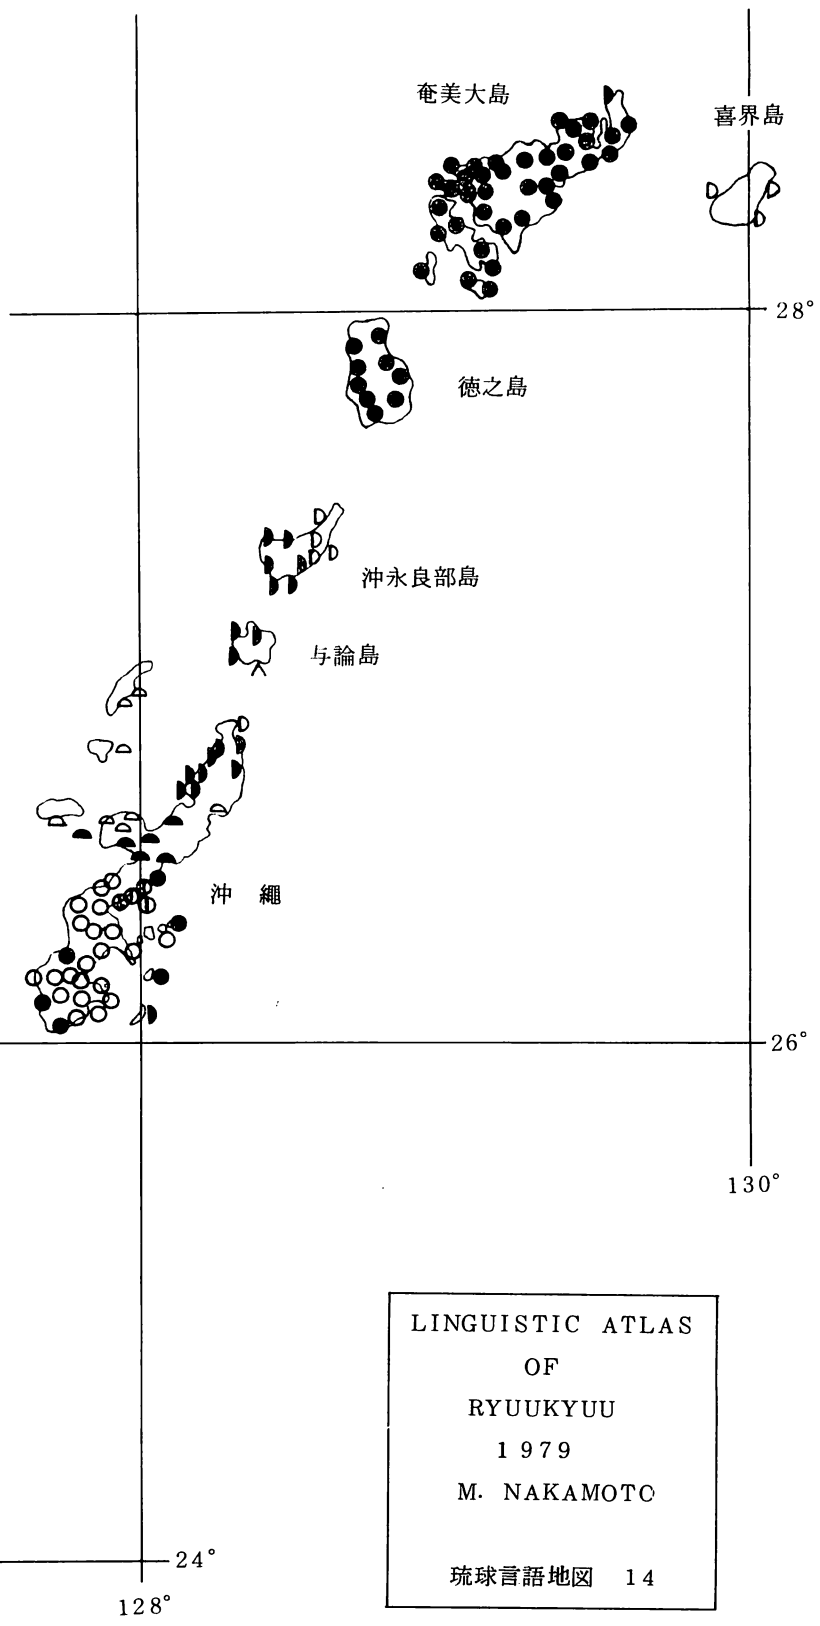 奄美大島
喜界島
28°
徳之島
沖永良部島
与論島
沖繩
26°
130°
LINGUISTIC ATLAS
OF
RYUUKYUU
1979
M. NAKAMOTO
琉球言語地図 14
24°
128°